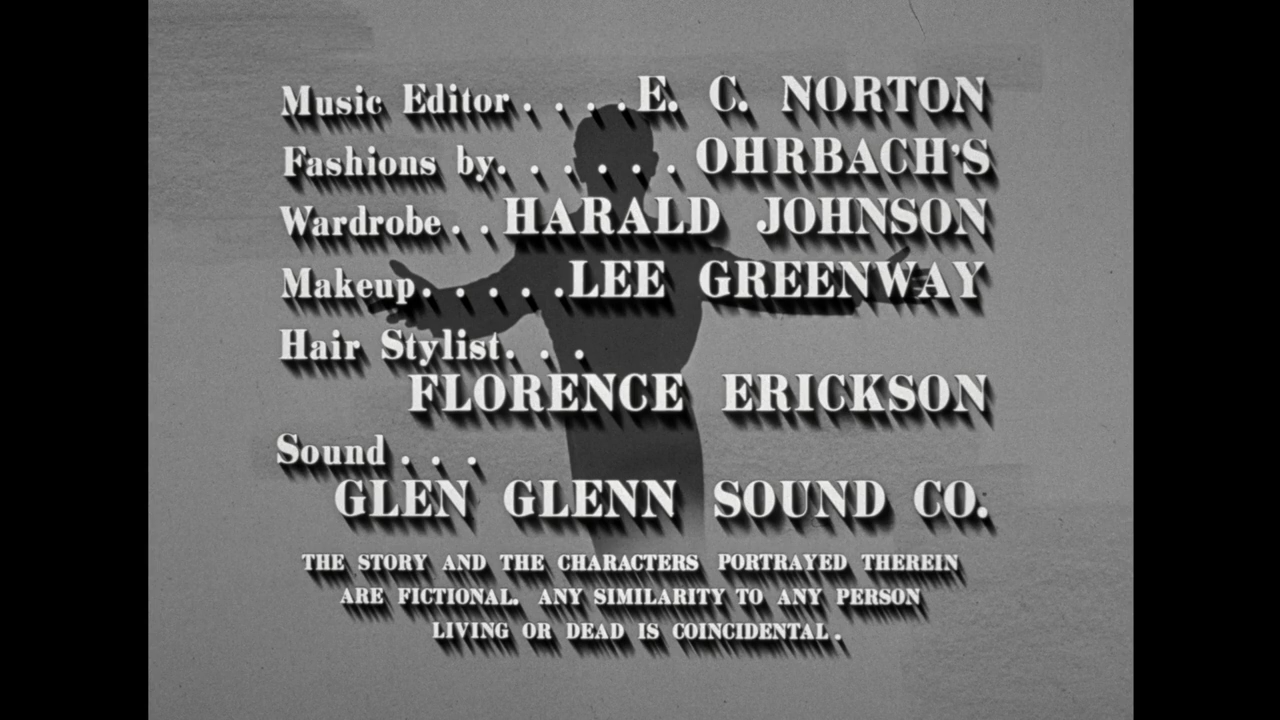 Music Editor . . . . E. C. NORTON
Fashions by. . . . . . OHRBACH'S
Wardrobe . . HARALD JOHNSON
Makeup. . . . . LEE GREENWAY
Hair Stylist. . .
FLORENCE ERICKSON
Sound . . .
GLEN GLENN SOUND CO.
THE STORY AND THE CHARACTERS PORTRAYED THEREIN
ARE FICTIONAL. ANY SIMILARITY TO ANY PERSON
LIVING OR DEAD IS COINCIDENTAL.